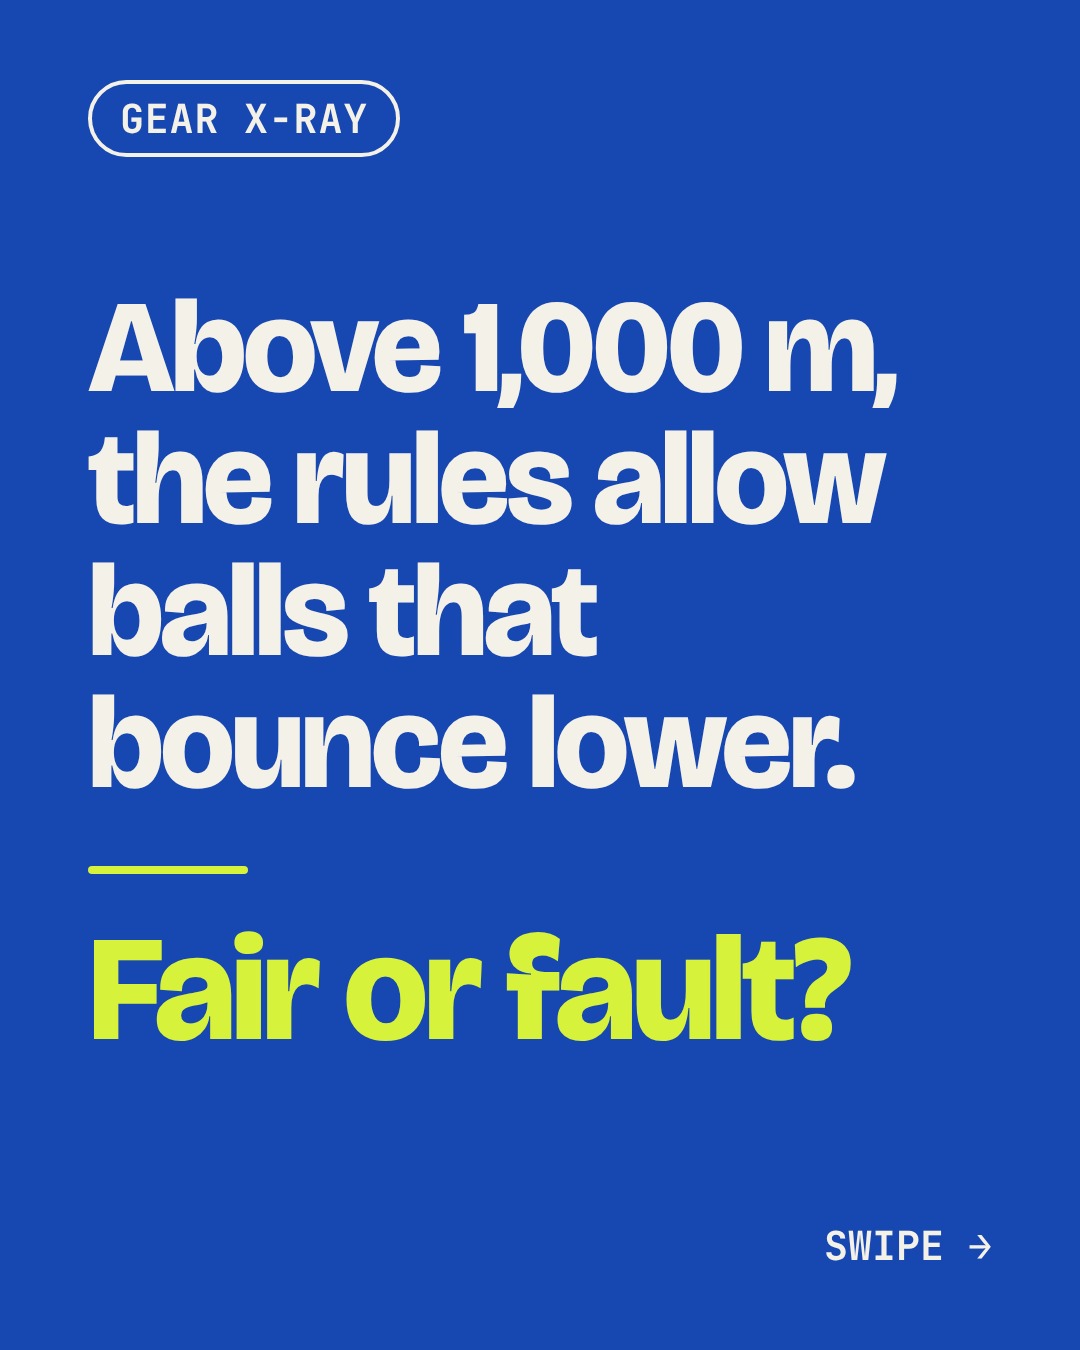 GEAR X-RAY
Above 1,000 m,
the rules allow
balls that
bounce lower.
Fair or fault?
SWIPE →